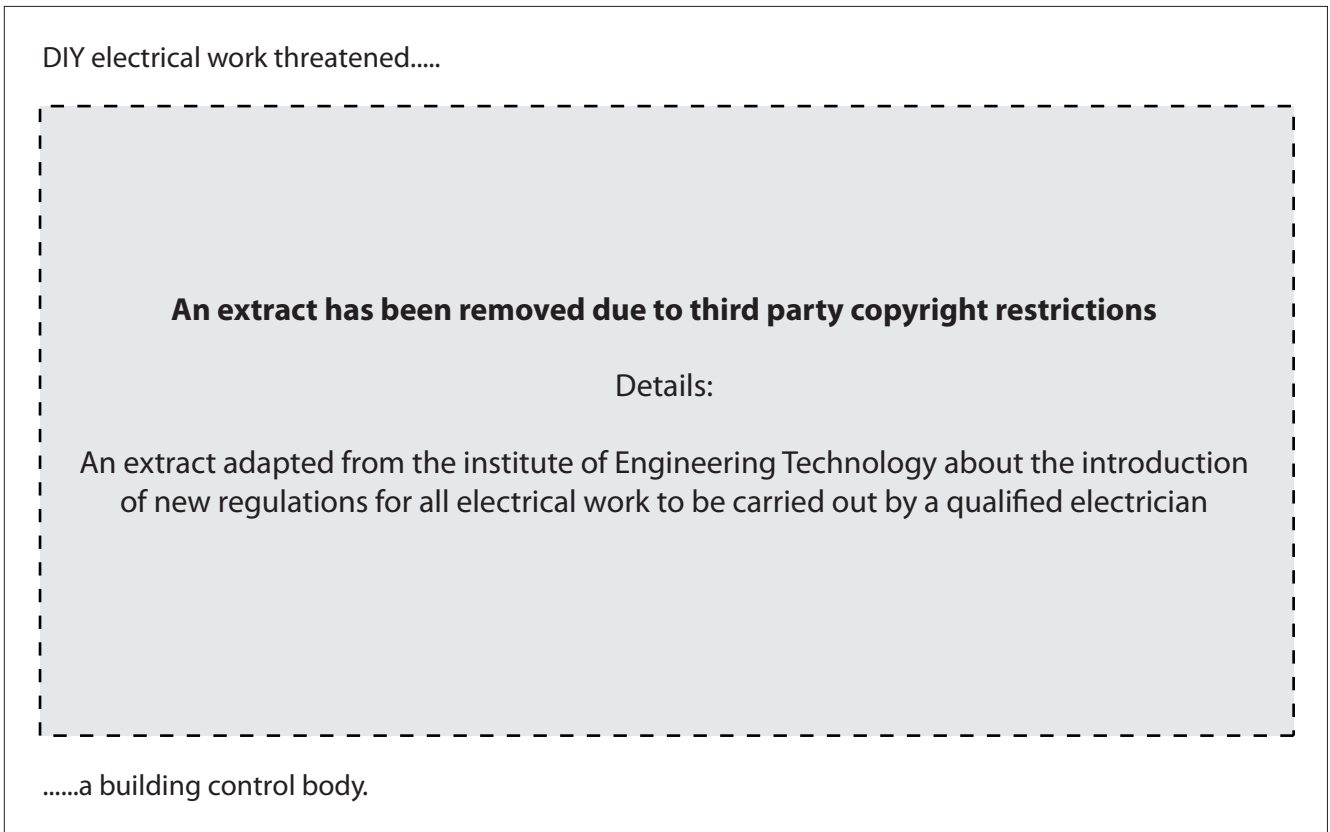 DIY electrical work threatened.....
An extract has been removed due to third party copyright restrictions
Details:
An extract adapted from the institute of Engineering Technology about the introduction
of new regulations for all electrical work to be carried out by a qualified electrician
......a building control body.